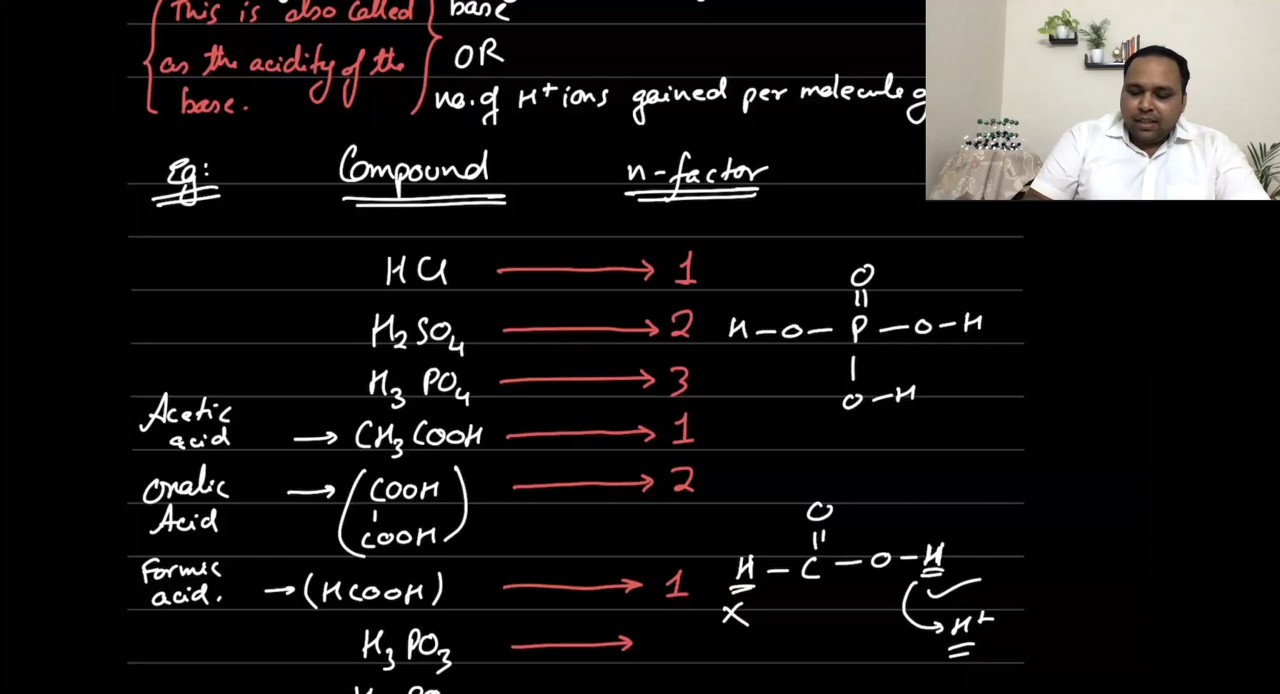 This is also called
as the acidity of the
base.
base
OR
no. of H+ ions gained per molecule
Eg: Compound n-factor
HCl → 1
H2SO4 → 2
H3PO4 → 3
Acetic acid → CH3COOH → 1
Oxalic Acid → (COOH
COOH) → 2
Formic acid. → (HCOOH) → 1
H3PO3 →
O
||
H–O–P–O–H
|
O–H
O
||
H–C–O–H
X ✓
H+